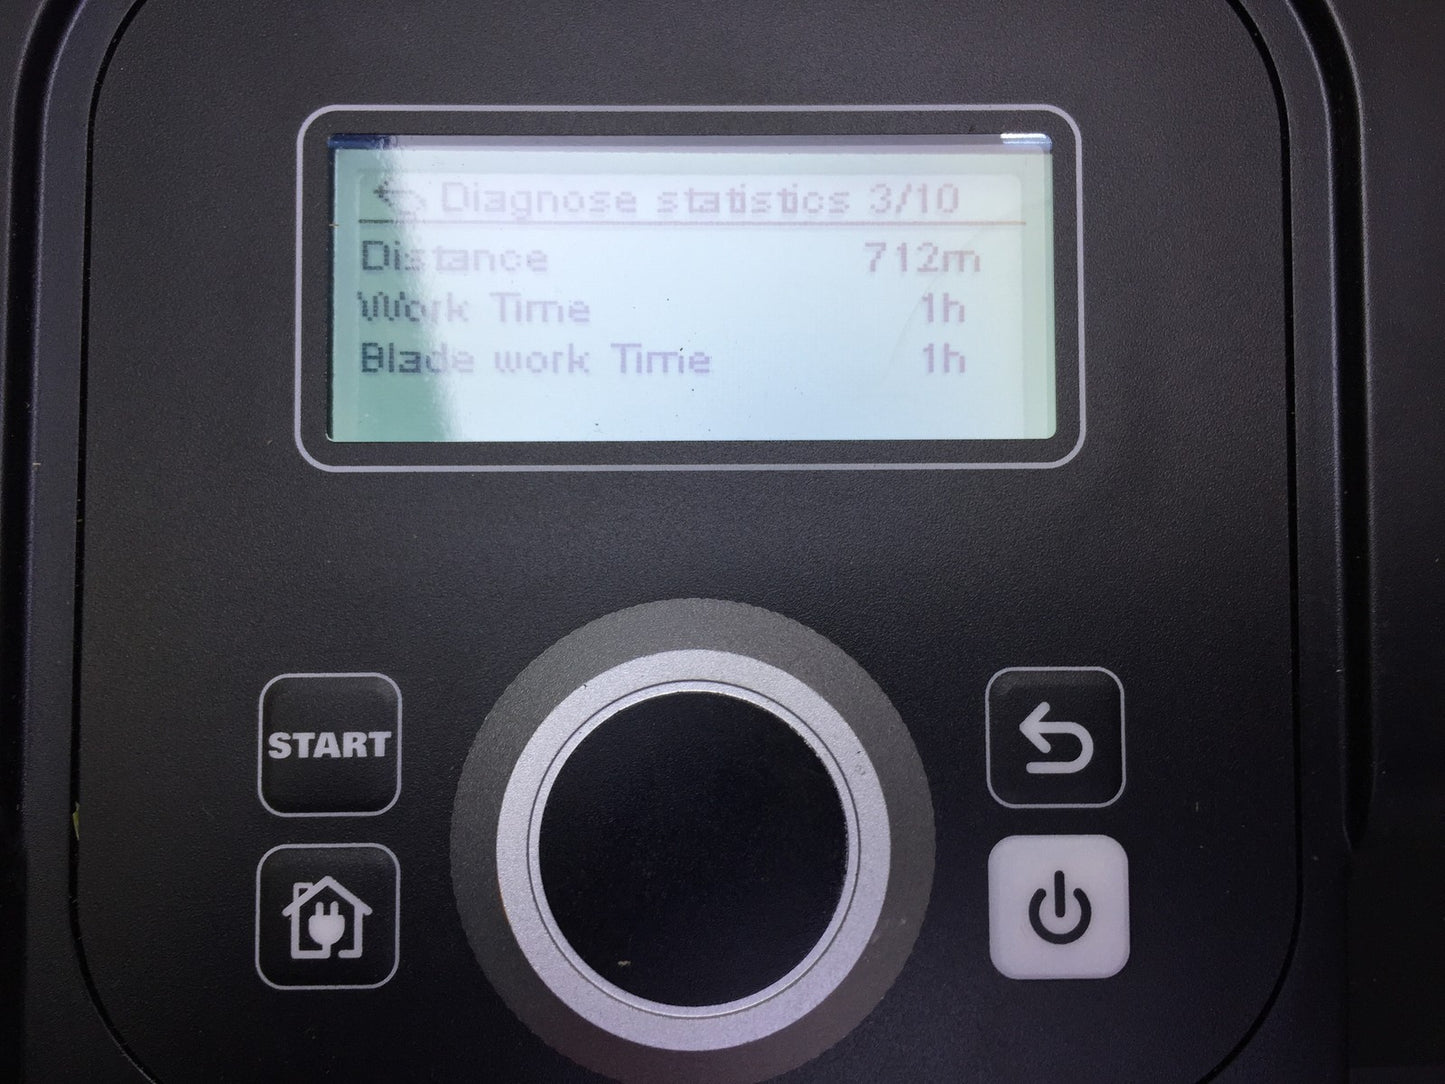 Diagnose statistics 3/10
Distance 712m
Work Time 1h
Blade work Time 1h
START